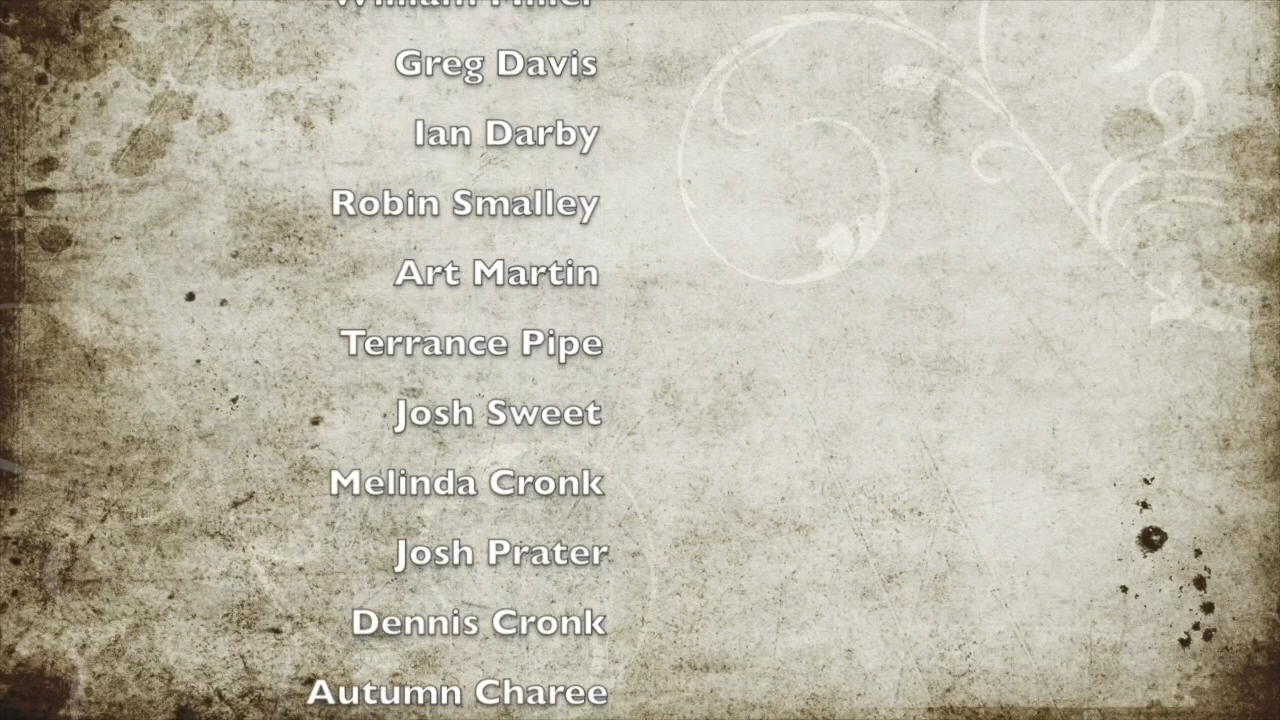 Greg Davis
Ian Darby
Robin Smalley
Art Martin
Terrance Pipe
Josh Sweet
Melinda Cronk
Josh Prater
Dennis Cronk
Autumn Charee